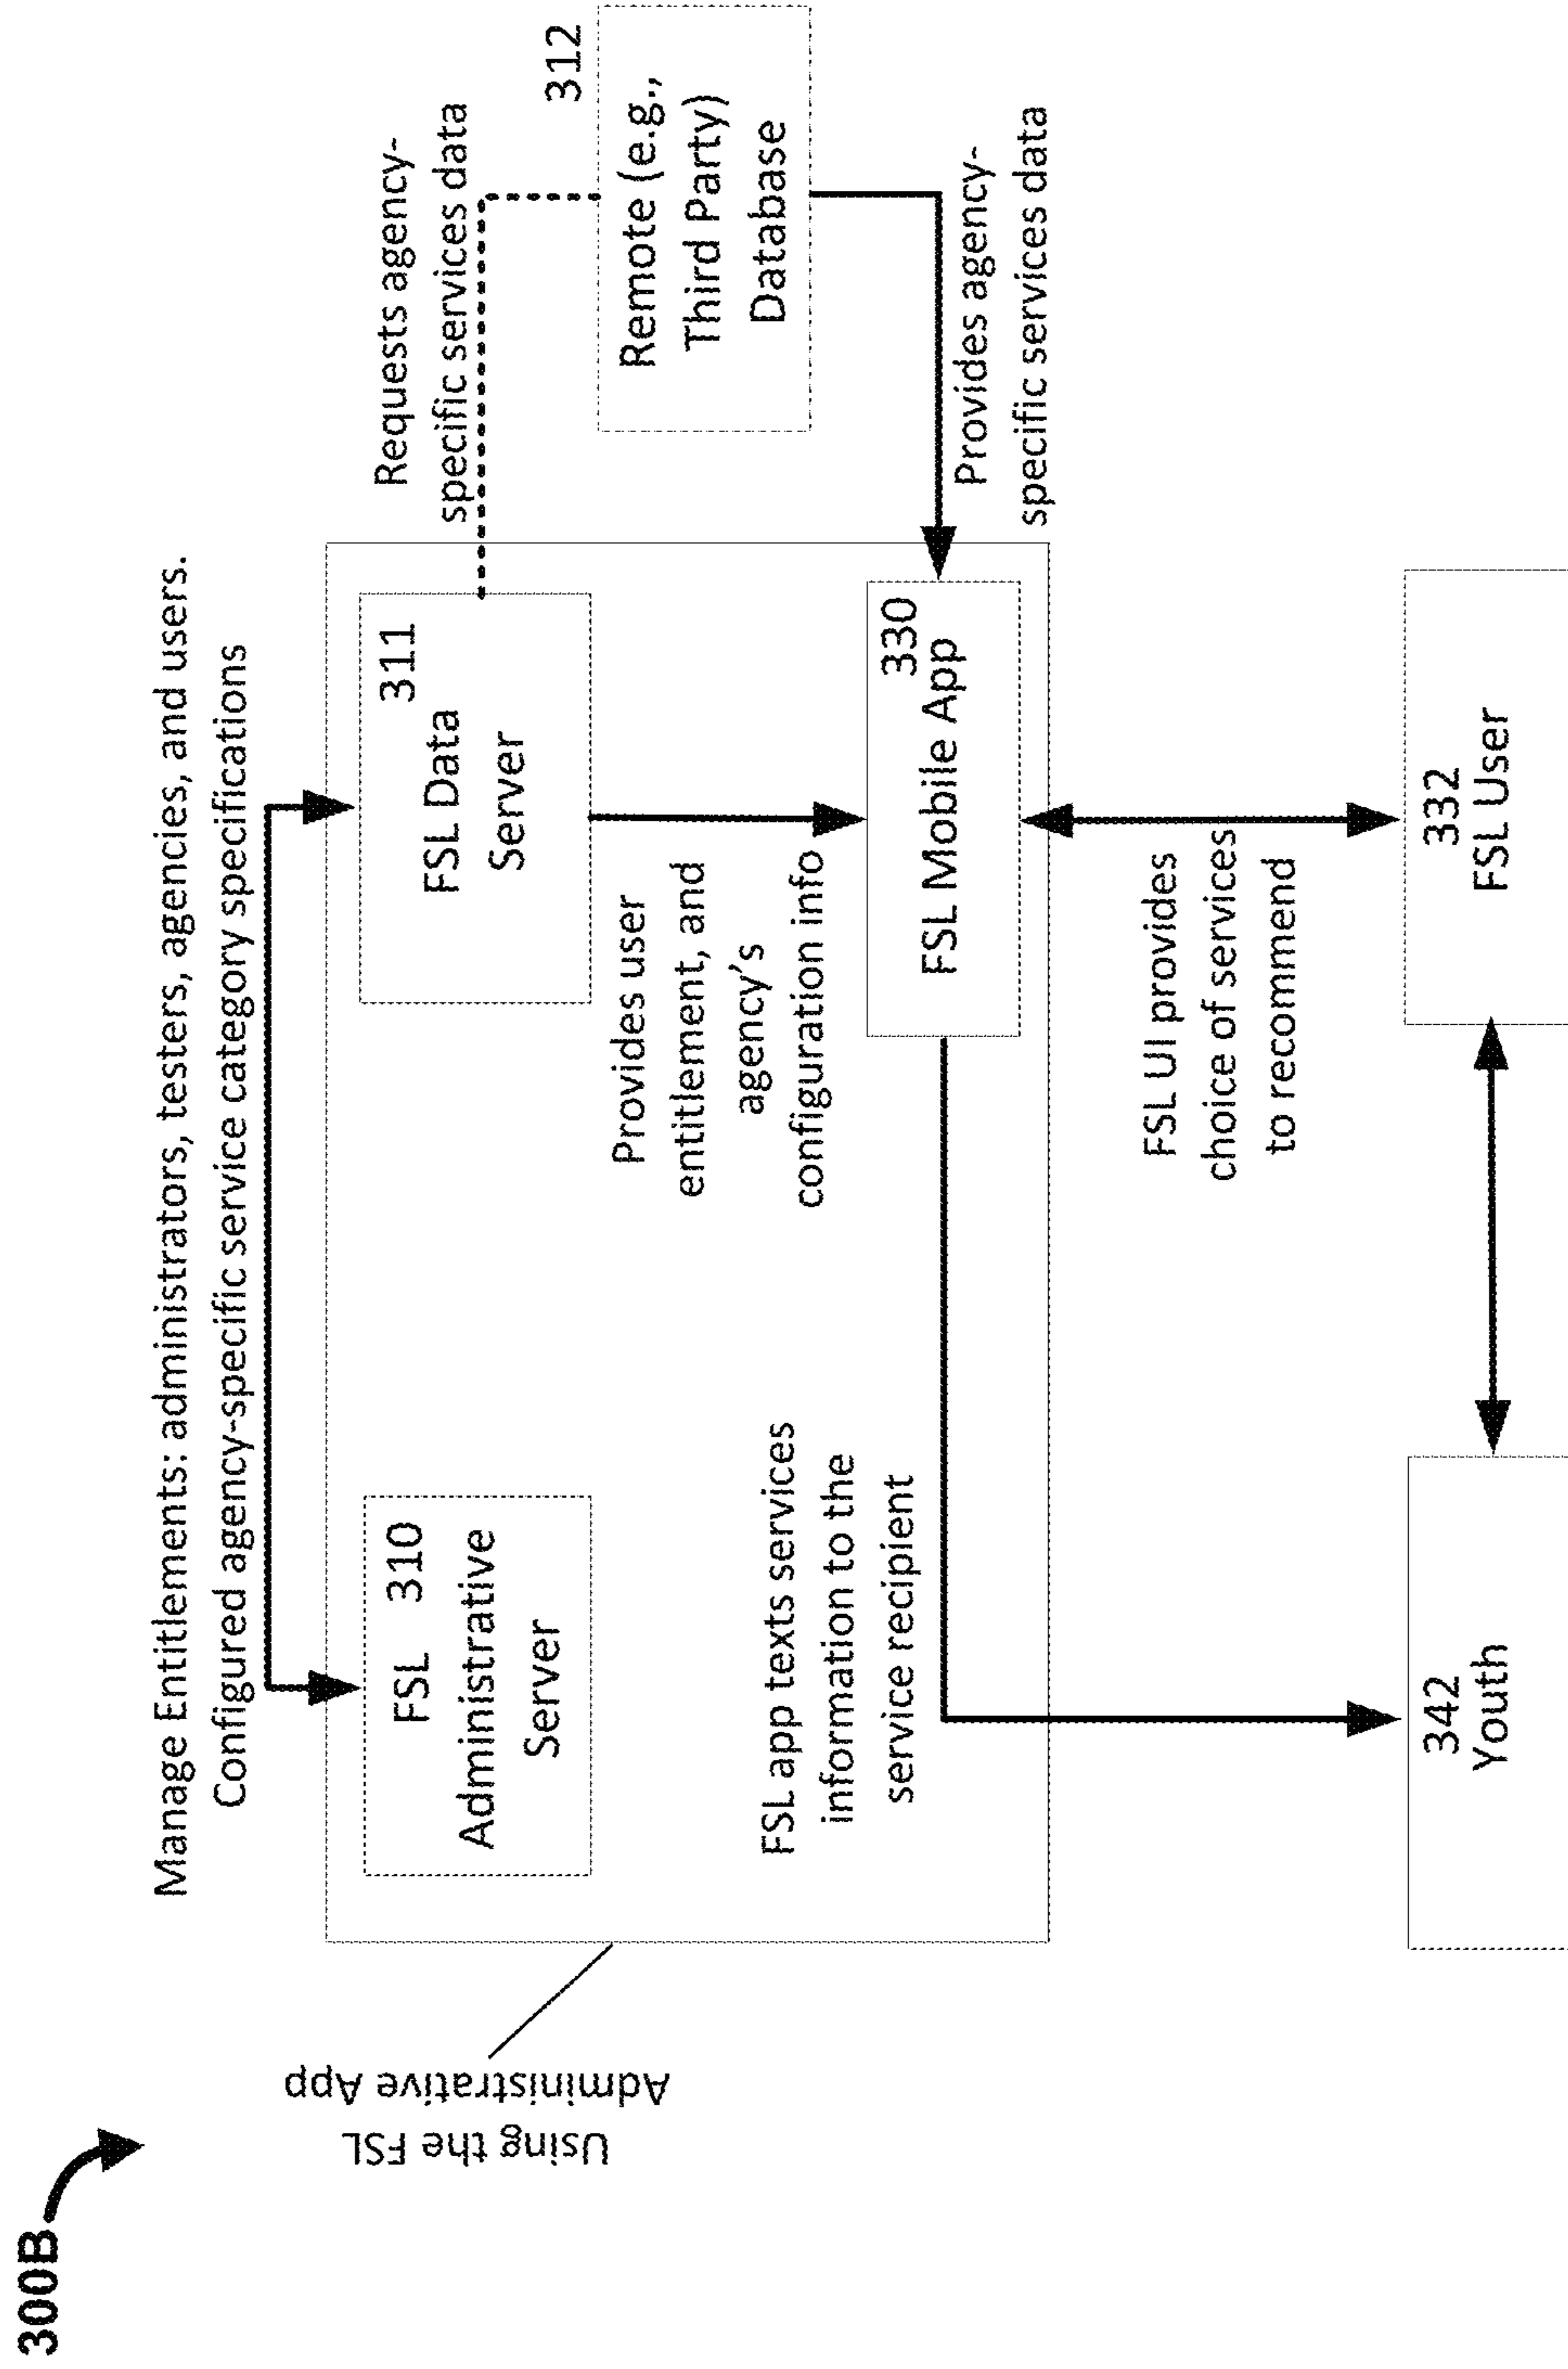 300B
Manage Entitlements: administrators, testers, agencies, and users.
Configured agency-specific service category specifications
Using the FSL
Administrative App
FSL 310
Administrative
Server
311
FSL Data
Server
Requests agency-
specific services data
312
Remote (e.g.,
Third Party)
Database
Provides user
entitlement, and
agency's
configuration info
Provides agency-
specific services data
FSL app texts services
information to the
service recipient
330
FSL Mobile App
FSL UI provides
choice of services
to recommend
342
Youth
332
FSL User